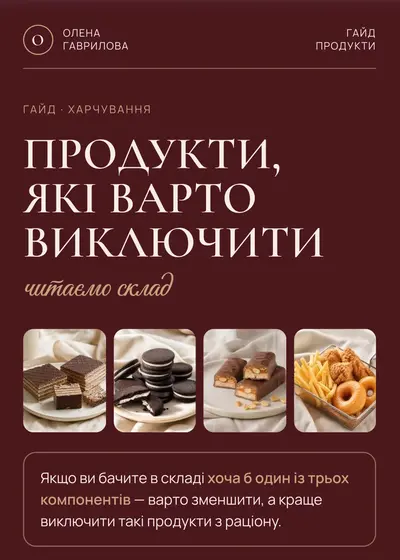 О
ОЛЕНА
ГАВРИЛОВА
ГАЙД
ПРОДУКТИ
ГАЙД · ХАРЧУВАННЯ
ПРОДУКТИ,
ЯКІ ВАРТО
ВИКЛЮЧИТИ
читаємо склад
Якщо ви бачите в складі хоча б один із трьох
компонентів — варто зменшити, а краще
виключити такі продукти з раціону.